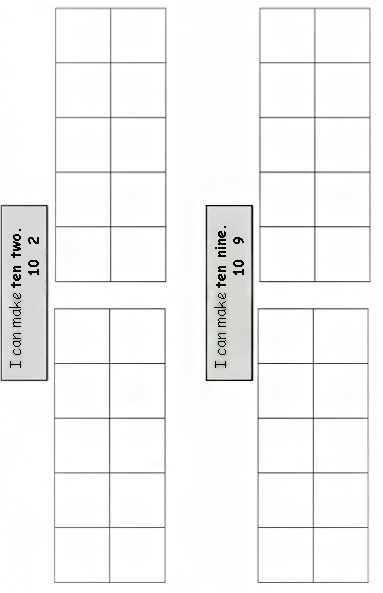 I can make ten two.
10 2
I can make ten nine.
10 9